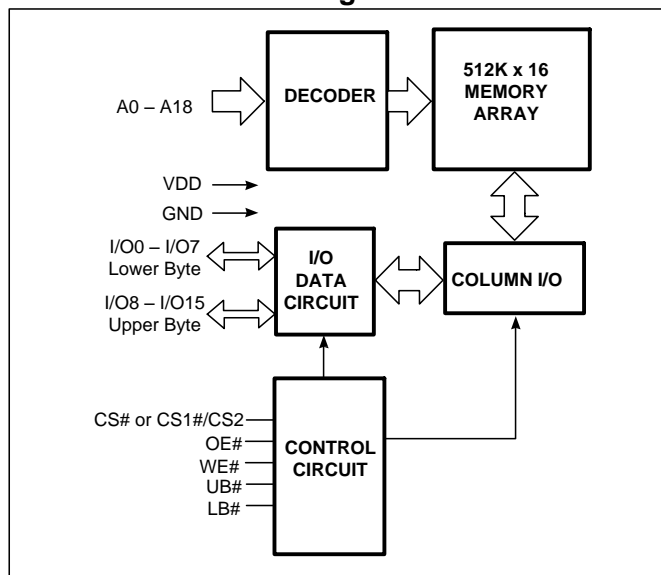 A0 – A18
DECODER
512K x 16
MEMORY
ARRAY
VDD
GND
I/O0 – I/O7
Lower Byte
I/O8 – I/O15
Upper Byte
I/O
DATA
CIRCUIT
COLUMN I/O
CS# or CS1#/CS2
OE#
WE#
UB#
LB#
CONTROL
CIRCUIT